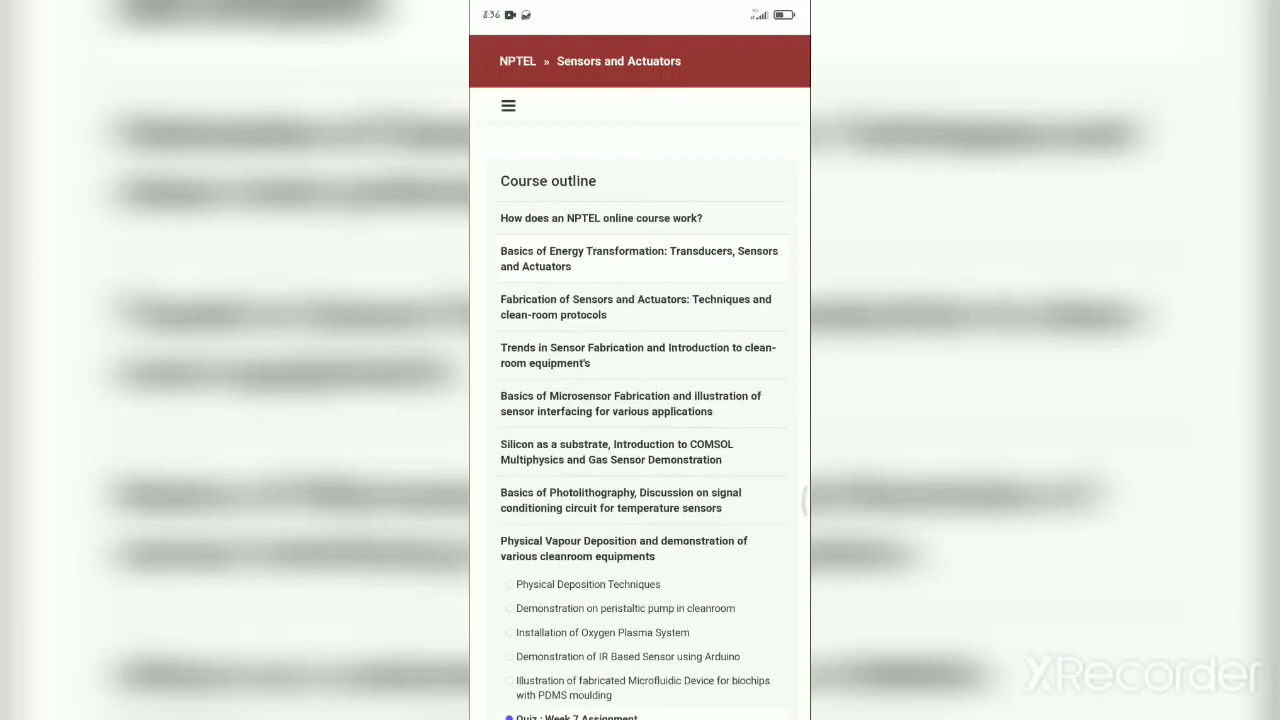 8:36
NPTEL » Sensors and Actuators
Course outline
How does an NPTEL online course work?
Basics of Energy Transformation: Transducers, Sensors
and Actuators
Fabrication of Sensors and Actuators: Techniques and
clean-room protocols
Trends in Sensor Fabrication and Introduction to clean-
room equipment's
Basics of Microsensor Fabrication and illustration of
sensor interfacing for various applications
Silicon as a substrate, Introduction to COMSOL
Multiphysics and Gas Sensor Demonstration
Basics of Photolithography, Discussion on signal
conditioning circuit for temperature sensors
Physical Vapour Deposition and demonstration of
various cleanroom equipments
Physical Deposition Techniques
Demonstration on peristaltic pump in cleanroom
Installation of Oxygen Plasma System
Demonstration of IR Based Sensor using Arduino
Illustration of fabricated Microfluidic Device for biochips
with PDMS moulding
Quiz : Week 7 Assignment
XRecorder